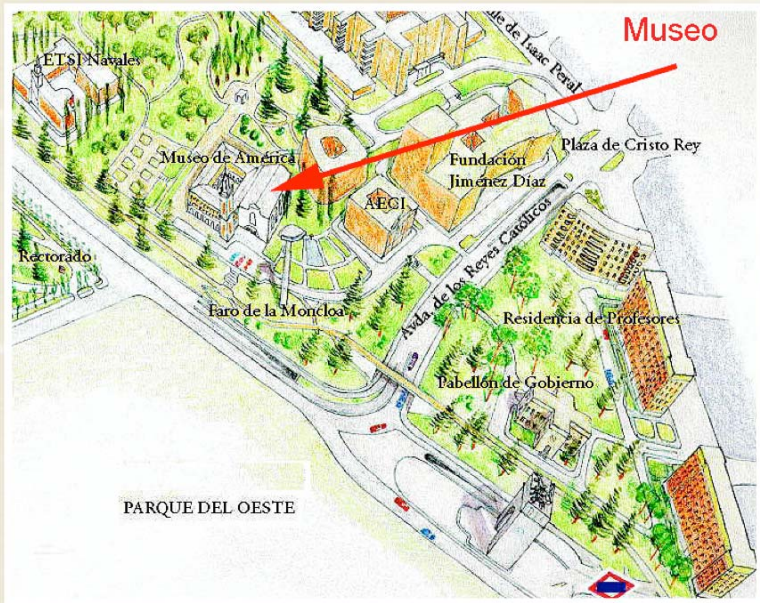 Museo
ETSI Navales
Calle de Isaac Peral
Museo de América
Fundación
Jiménez Díaz
Plaza de Cristo Rey
AECI
Avda. de los Reyes Católicos
Rectorado
Faro de la Moncloa
Residencia de Profesores
Pabellón de Gobierno
PARQUE DEL OESTE